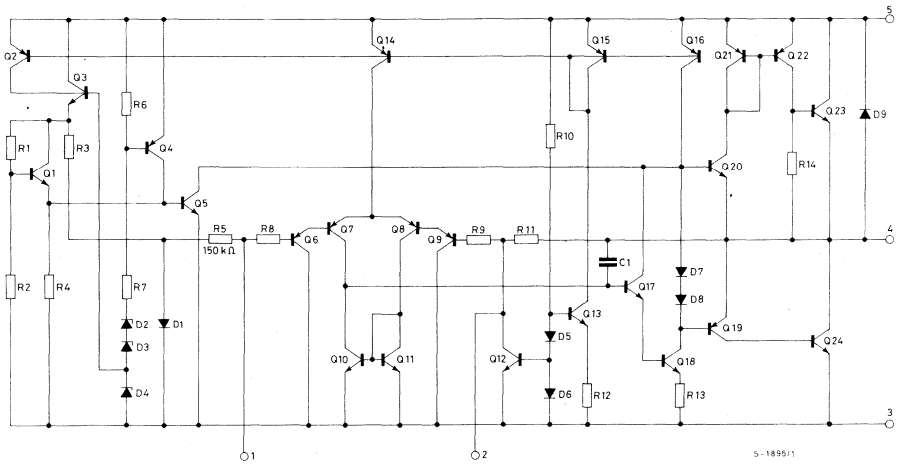 5
Q2
Q3
Q14
Q15
Q16
Q21
Q22
R6
Q23
D9
R10
R1
R3
Q4
Q1
Q20
R14
Q5
R5
R8
150kΩ
Q6
Q7
Q8
Q9
R9
R11
4
C1
Q17
D7
D8
R2
R4
R7
D2
D1
D3
D4
Q13
D5
Q19
Q24
Q10
Q11
Q12
Q18
D6
R12
R13
3
1
2
S-1895/1